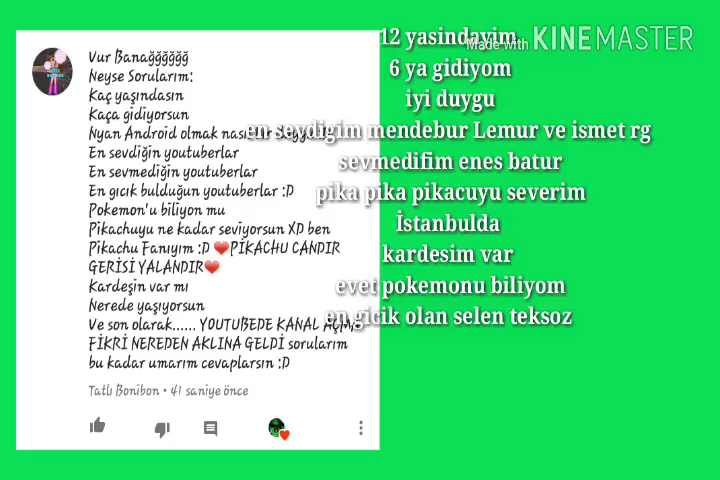 Vur Banağğğğğğ
Neyse Sorularım:
Kaç yaşındasın
Kaça gidiyorsun
Nyan Android olmak nasıl bir duygu
En sevdiğin youtuberlar
En sevmediğin youtuberlar
En gıcık bulduğun youtuberlar :D
Pokemon'u biliyon mu
Pikachuyu ne kadar seviyorsun XD ben
Pikachu Fanıyım :D ❤PİKACHU CANDIR
GERİSİ YALANDIR❤
Kardeşin var mı
Nerede yaşıyorsun
Ve son olarak...... YOUTUBEDE KANAL AÇMA
FİKRİ NEREDEN AKLINA GELDİ sorularım
bu kadar umarım cevaplarsın :D
Tatlı Bonibon • 41 saniye önce
12 yasindayim
Made with KINEMASTER
6 ya gidiyom
iyi duygu
en sevdigim mendebur Lemur ve ismet rg
sevmedifim enes batur
pika pika pikacuyu severim
İstanbulda
kardesim var
evet pokemonu biliyom
en gicik olan selen teksoz